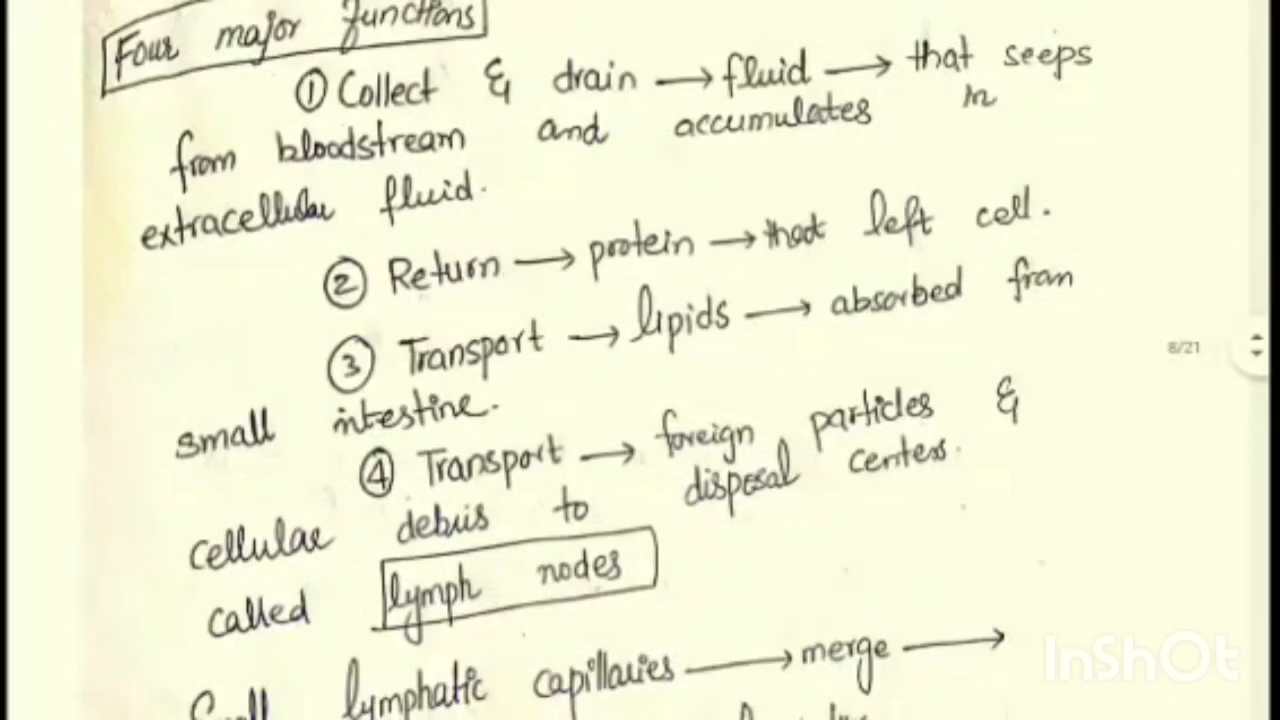 Four major functions
① Collect & drain → fluid → that seeps
from bloodstream and accumulates in
extracellular fluid.
② Return → protein → that left cell.
③ Transport → lipids → absorbed from
small intestine.
④ Transport → foreign particles &
cellular debris to disposal centers
called lymph nodes
lymphatic capillaries → merge →
8/21
InShOt